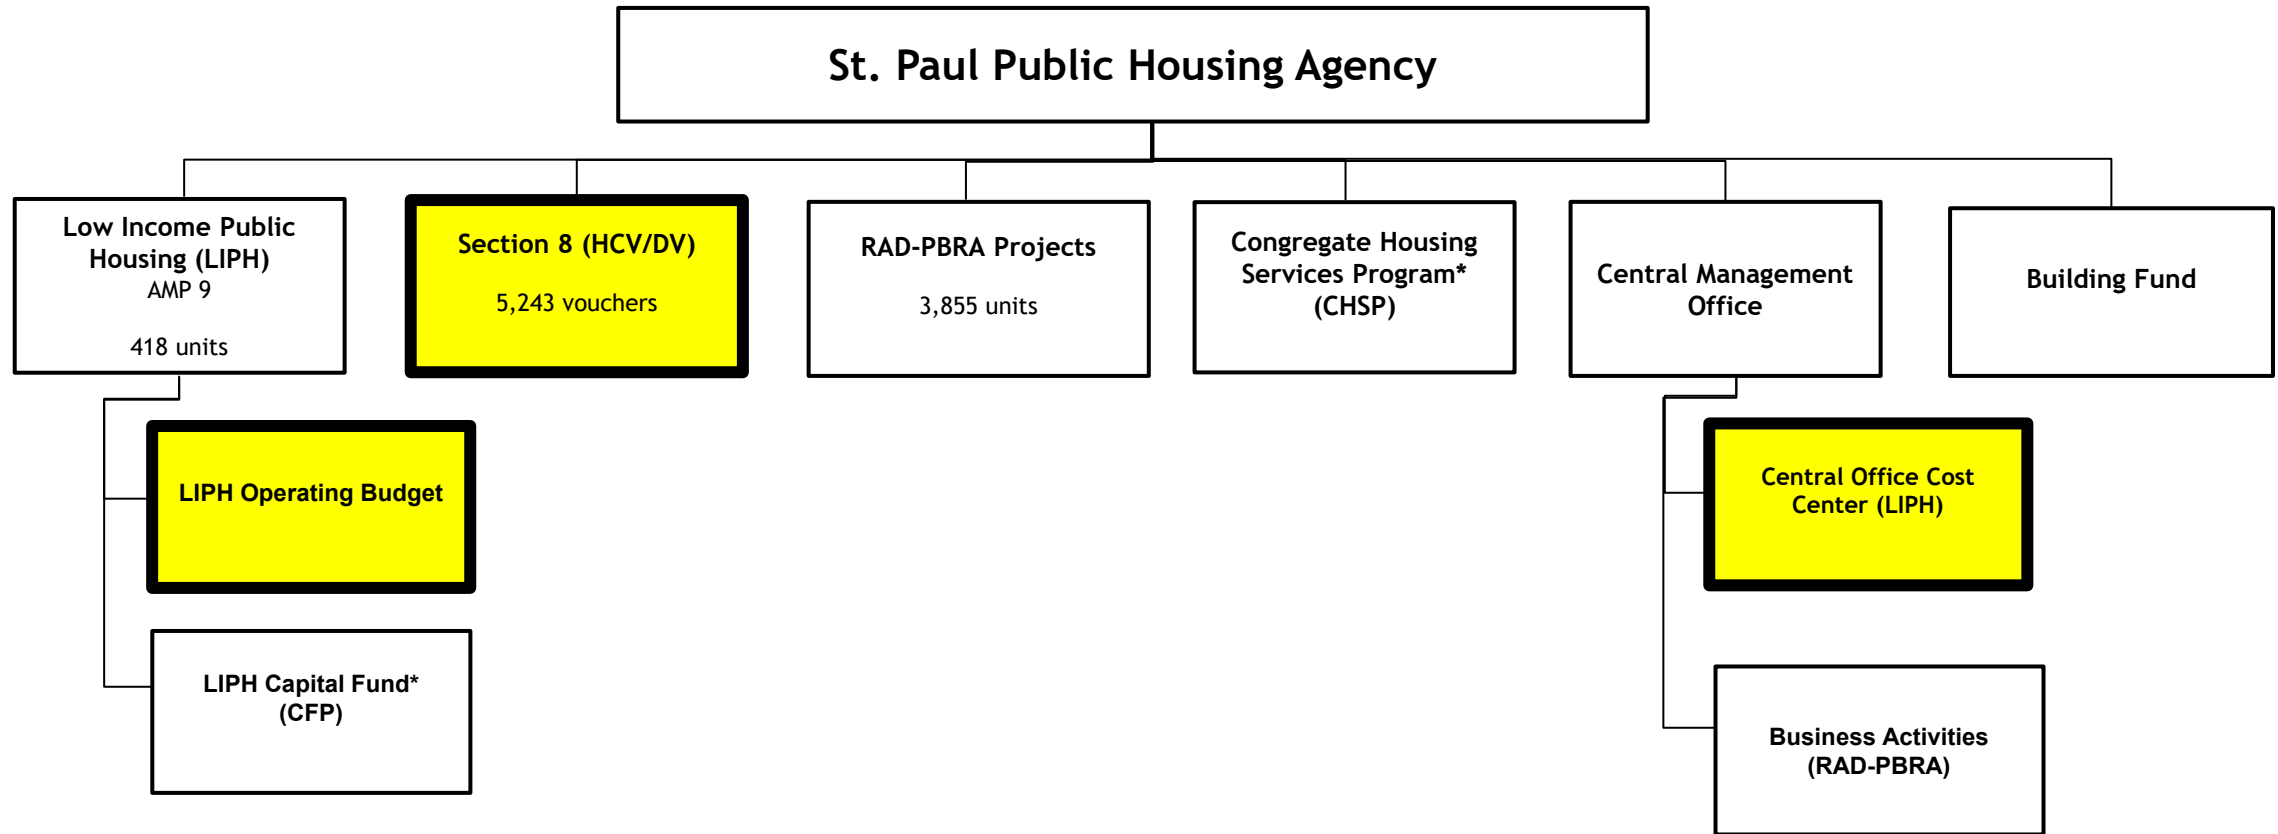 St. Paul Public Housing Agency
Low Income Public
Housing (LIPH)
AMP 9
418 units
Section 8 (HCV/DV)
5,243 vouchers
RAD-PBRA Projects
3,855 units
Congregate Housing
Services Program*
(CHSP)
Central Management
Office
Building Fund
LIPH Operating Budget
Central Office Cost
Center (LIPH)
LIPH Capital Fund*
(CFP)
Business Activities
(RAD-PBRA)